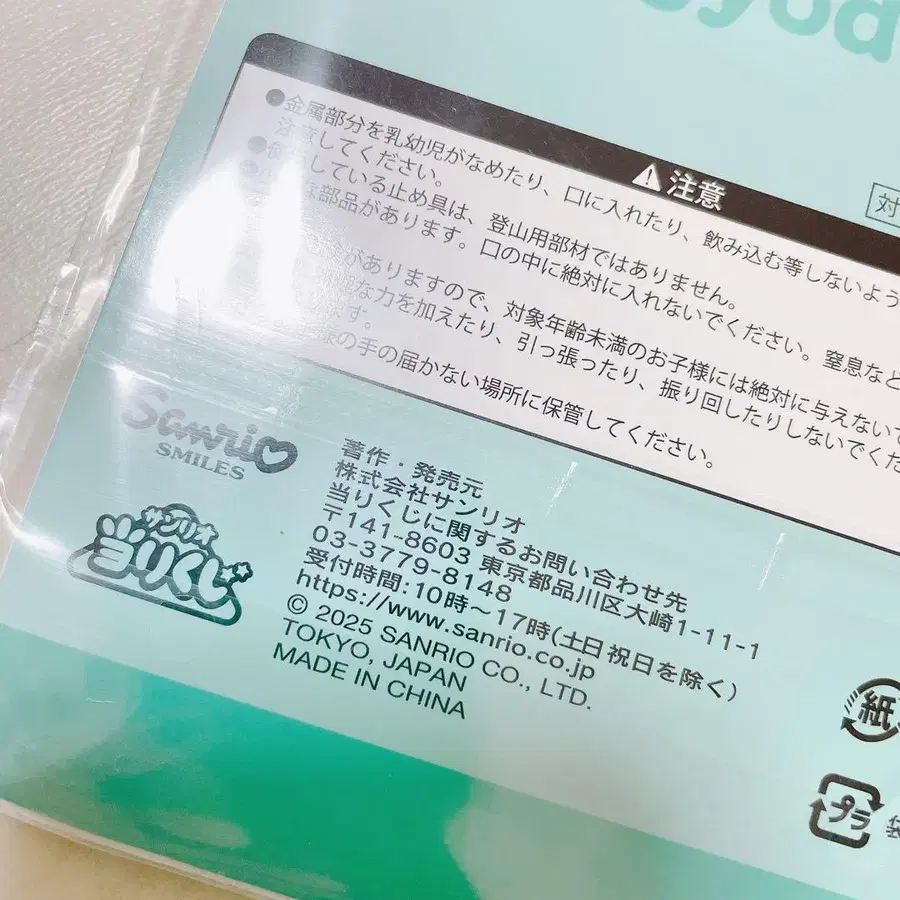 対
⚠注意
●金属部分を乳幼児がなめたり、口に入れたり、飲み込む等しないよう
注意してください。
している止め具は、登山用部材ではありません。
部品があります。口の中に絶対に入れないでください。窒息など
がありますので、対象年齢未満のお子様には絶対に与えないで
な力を加えたり、引っ張ったり、振り回したりしないでくだ
ます。
の手の届かない場所に保管してください。
Sanrio
SMILES
サンリオ
当りくじ
著作・発売元
株式会社サンリオ
当りくじに関するお問い合わせ先
〒141-8603 東京都品川区大崎1-11-1
03-3779-8148
受付時間:10時~17時(土日祝日を除く)
https://www.sanrio.co.jp
© 2025 SANRIO CO., LTD.
TOKYO, JAPAN
MADE IN CHINA
紙
プラ
袋